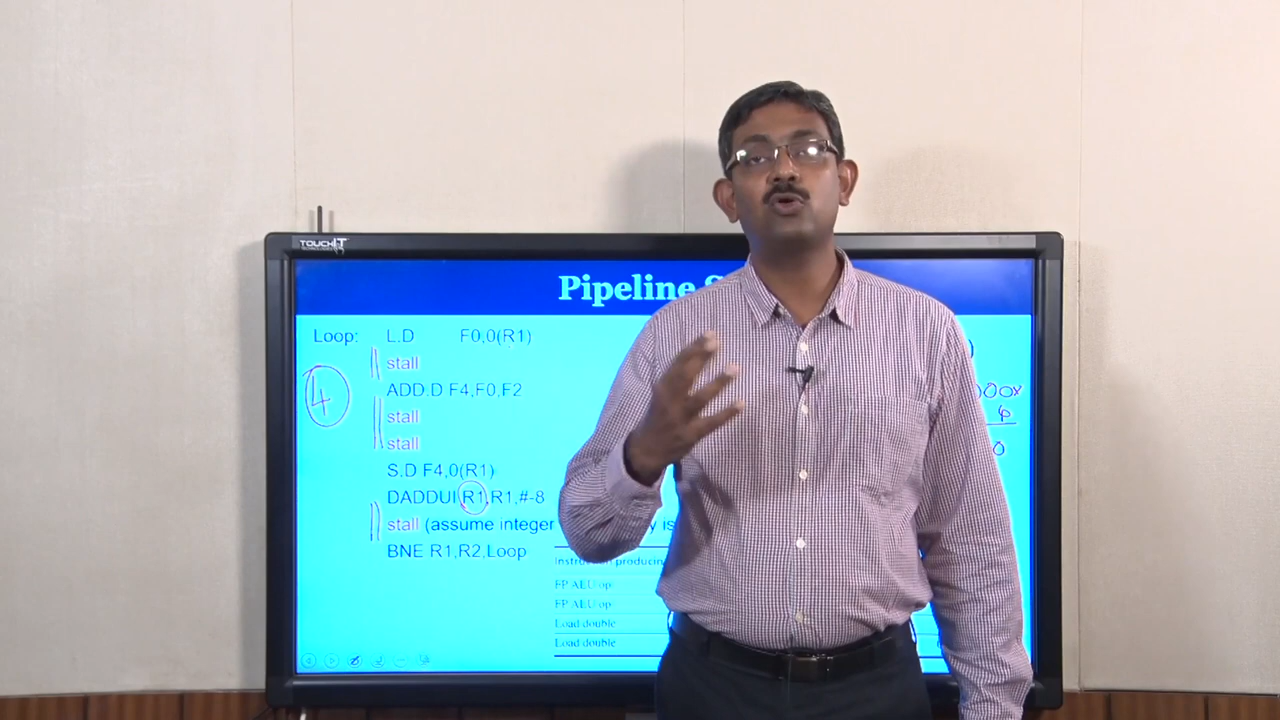 TOUCHIT
TECHNOLOGIES
Pipeline S
Loop: L.D F0,0(R1)
stall
4
ADD.D F4,F0,F2
stall
stall
S.D F4,0(R1)
DADDUI R1,R1,#-8
stall (assume integer
BNE R1,R2,Loop
FP ALU op
FP ALU op
Load double
Load double